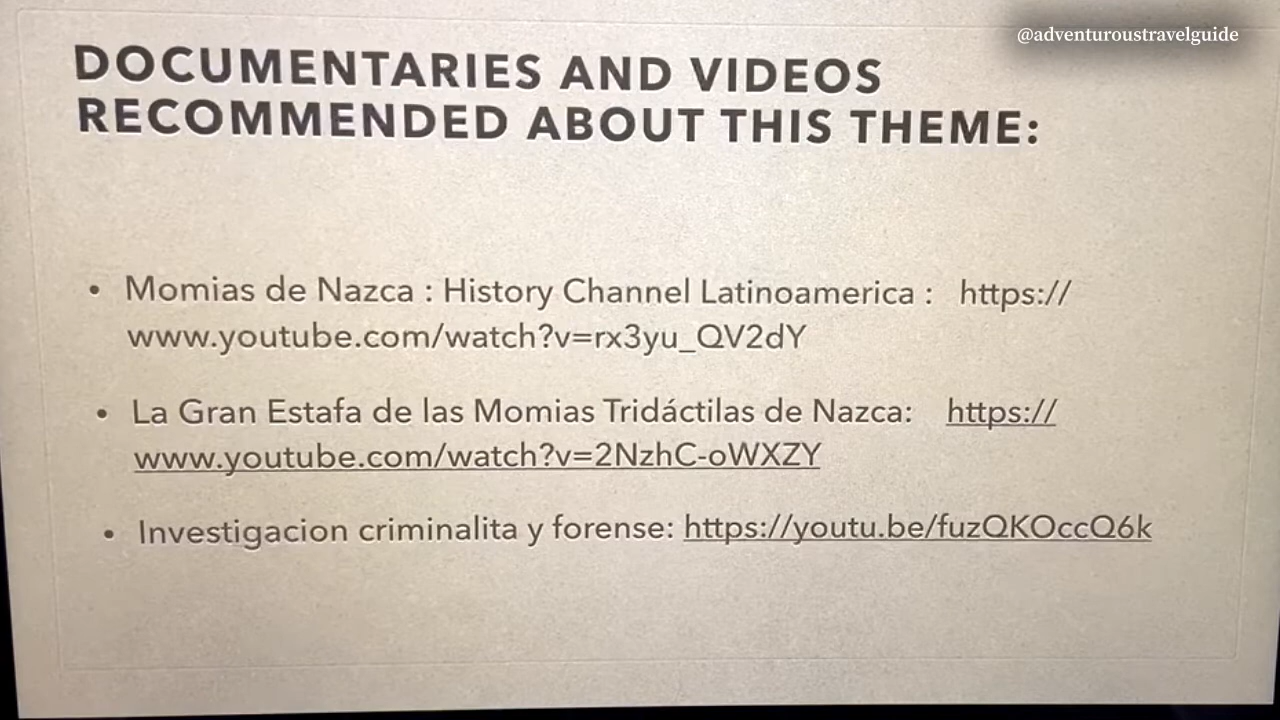 @adventuroustravelguide
DOCUMENTARIES AND VIDEOS
RECOMMENDED ABOUT THIS THEME:
• Momias de Nazca : History Channel Latinoamerica : https://
www.youtube.com/watch?v=rx3yu_QV2dY
• La Gran Estafa de las Momias Tridáctilas de Nazca: https://
www.youtube.com/watch?v=2NzhC-oWXZY
• Investigacion criminalita y forense: https://youtu.be/fuzQKOccQ6k